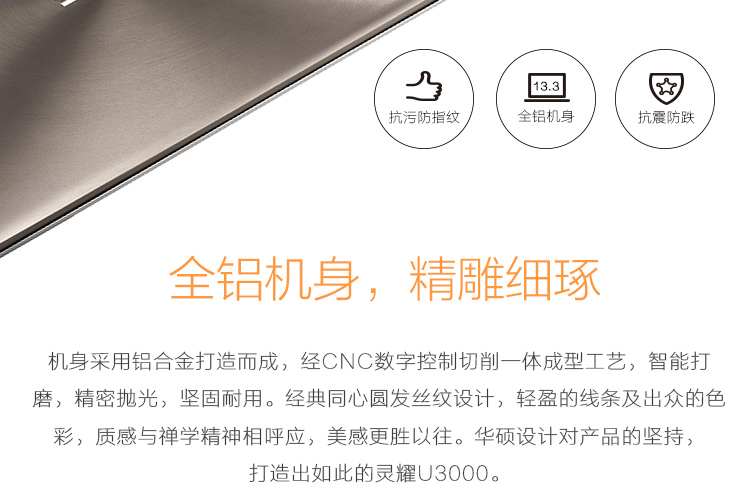 13.3
抗污防指纹
全铝机身
抗震防跌
全铝机身，精雕细琢
机身采用铝合金打造而成，经CNC数字控制切削一体成型工艺，智能打
磨，精密抛光，坚固耐用。经典同心圆发丝纹设计，轻盈的线条及出众的色
彩，质感与禅学精神相呼应，美感更胜以往。华硕设计对产品的坚持，
打造出如此的灵耀U3000。